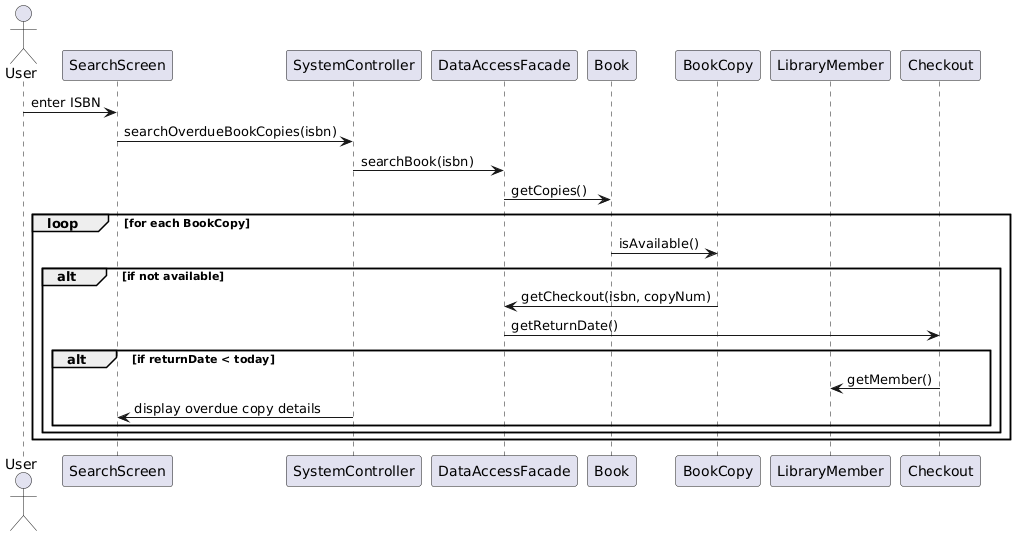 User
SearchScreen
SystemController
DataAccessFacade
Book
BookCopy
LibraryMember
Checkout
enter ISBN
searchOverdueBookCopies(isbn)
searchBook(isbn)
getCopies()
loop
[for each BookCopy]
isAvailable()
alt
[if not available]
getCheckout(isbn, copyNum)
getReturnDate()
alt
[if returnDate < today]
getMember()
display overdue copy details
User
SearchScreen
SystemController
DataAccessFacade
Book
BookCopy
LibraryMember
Checkout